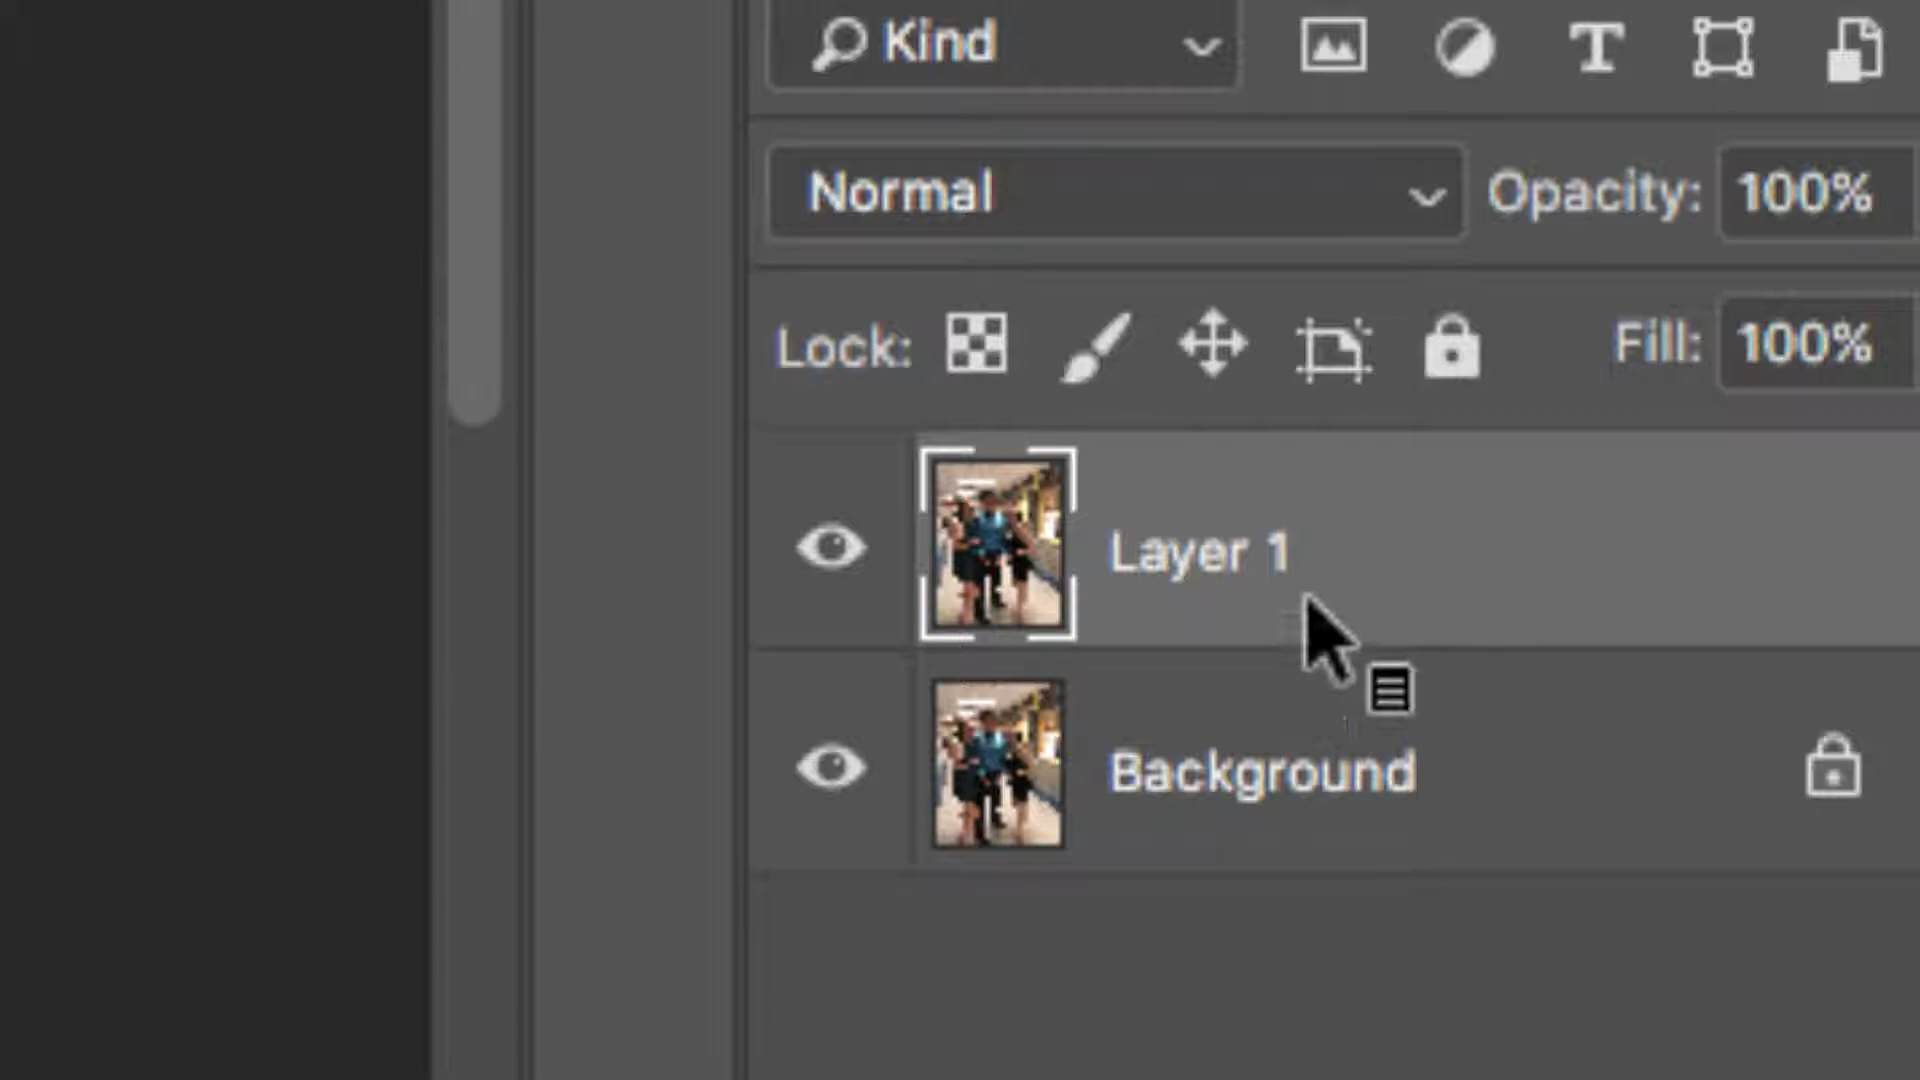 Kind
Normal Opacity: 100%
Lock: Fill: 100%
Layer 1
Background